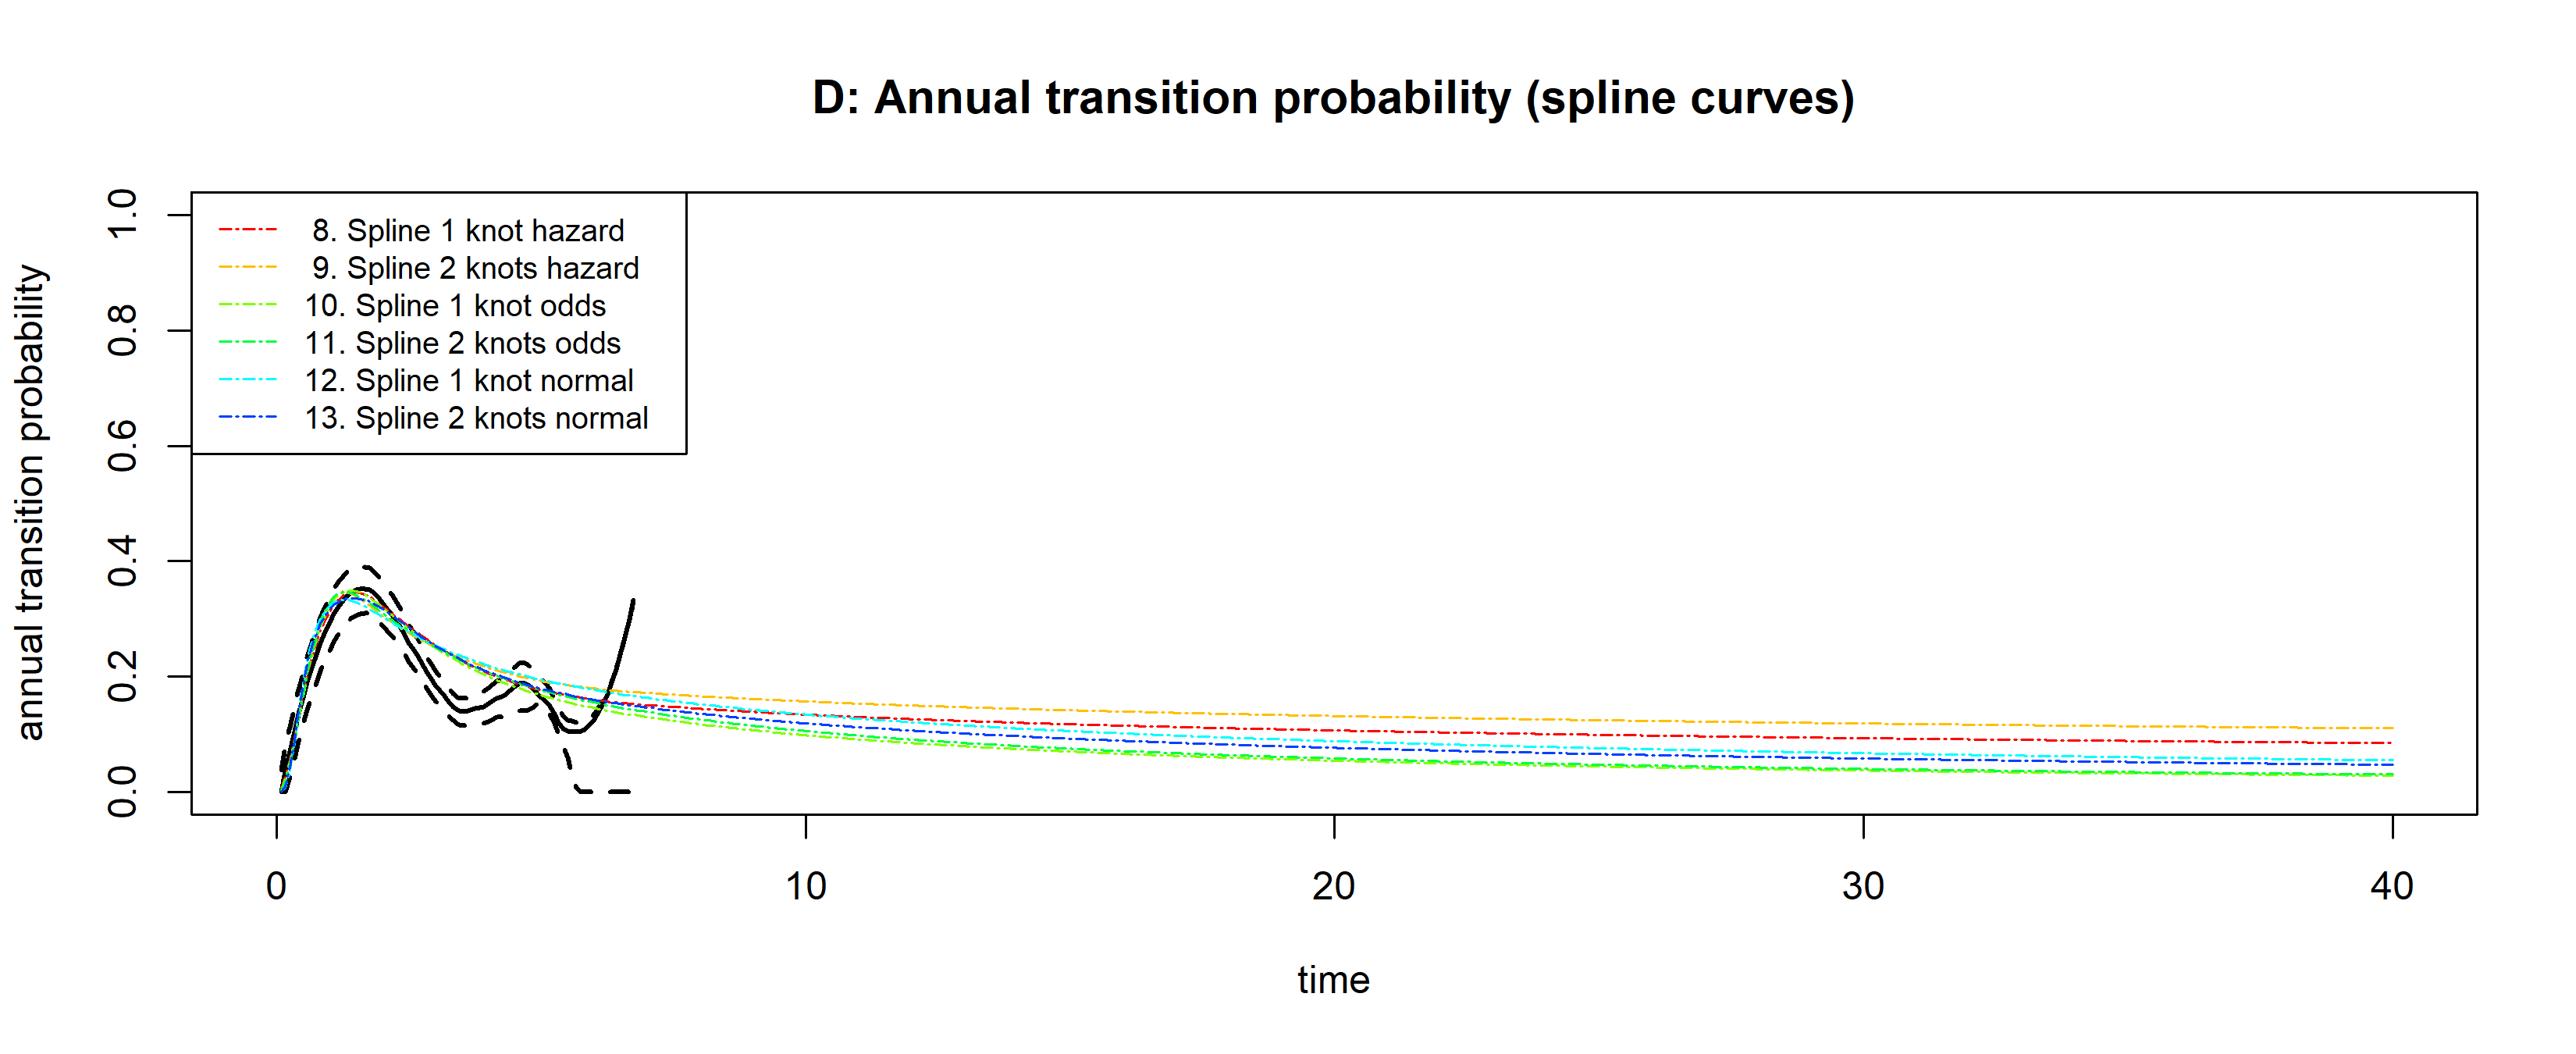 D: Annual transition probability (spline curves)
annual transition probability
1.0
0.8
0.6
0.4
0.2
0.0
8. Spline 1 knot hazard
9. Spline 2 knots hazard
10. Spline 1 knot odds
11. Spline 2 knots odds
12. Spline 1 knot normal
13. Spline 2 knots normal
0 10 20 30 40
time